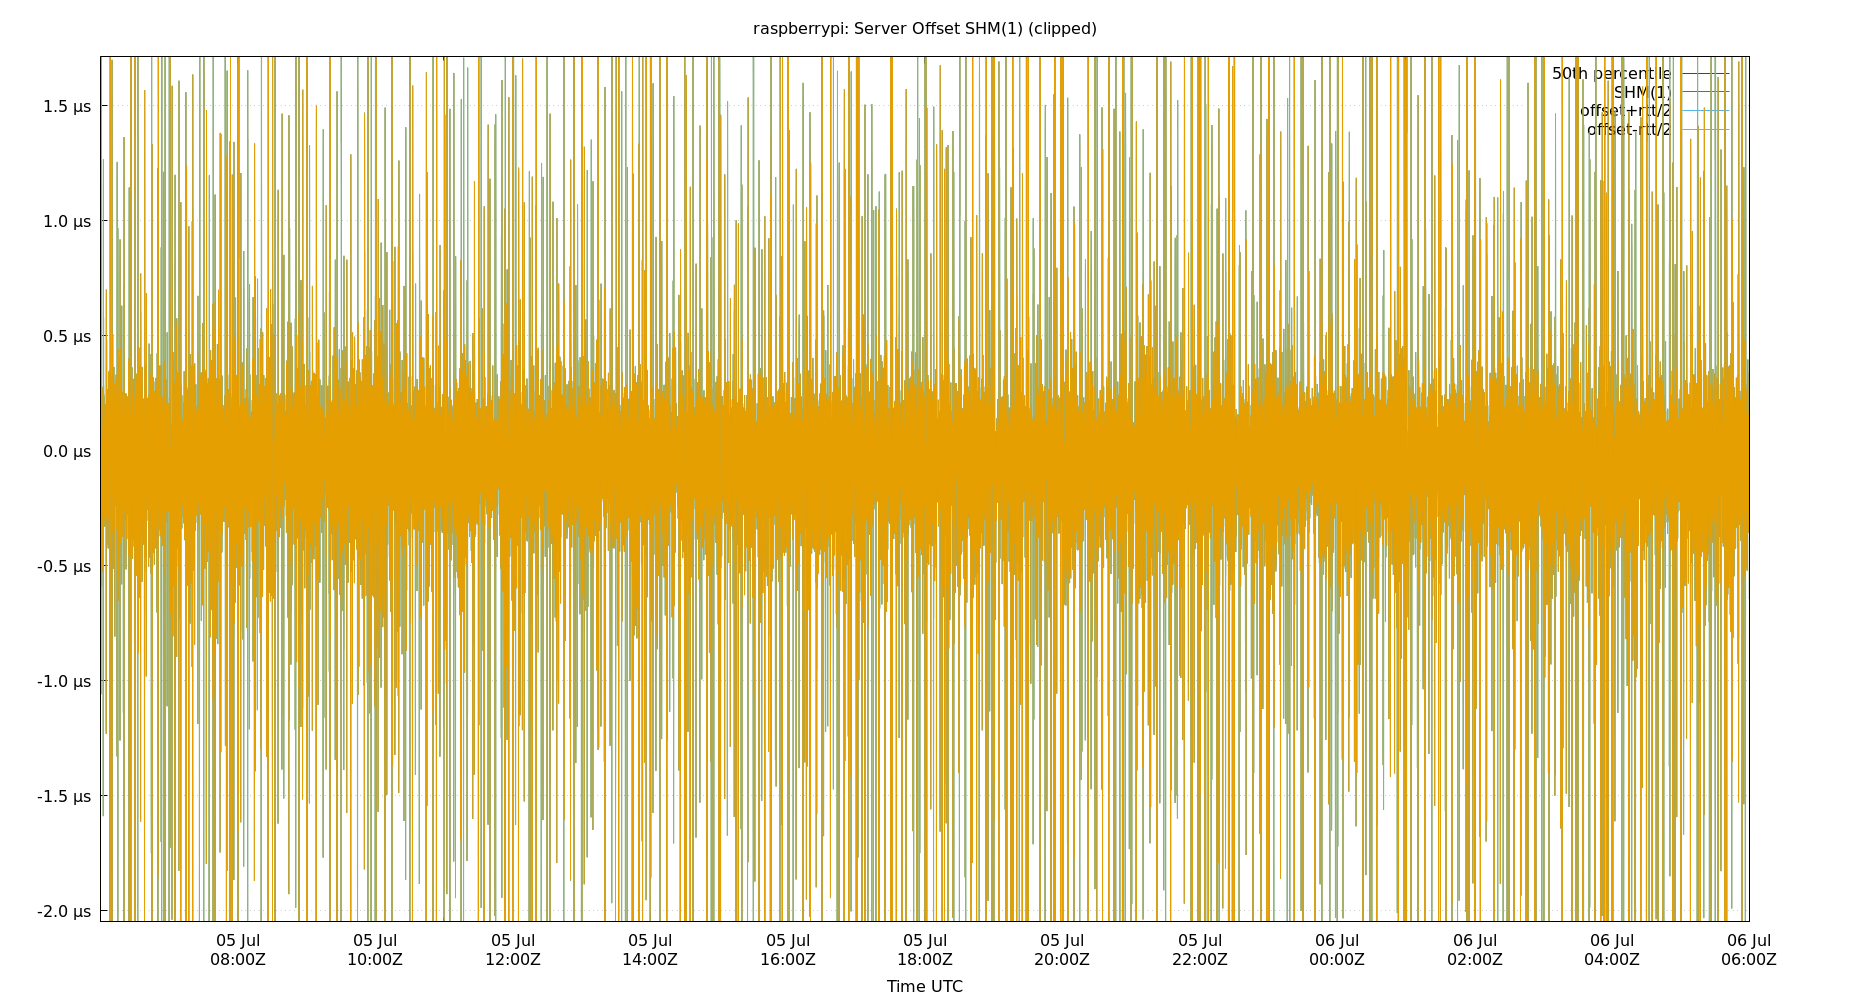 raspberrypi: Server Offset SHM(1) (clipped)
50th percentile
SHM(1)
offset+rtt/2
offset-rtt/2
1.5 µs
1.0 µs
0.5 µs
0.0 µs
-0.5 µs
-1.0 µs
-1.5 µs
-2.0 µs
05 Jul 05 Jul 05 Jul 05 Jul 05 Jul 05 Jul 05 Jul 05 Jul 06 Jul 06 Jul 06 Jul 06 Jul
08:00Z 10:00Z 12:00Z 14:00Z 16:00Z 18:00Z 20:00Z 22:00Z 00:00Z 02:00Z 04:00Z 06:00Z
Time UTC